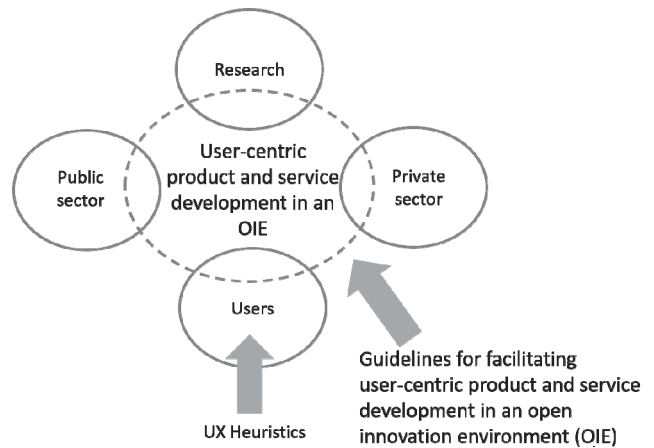 Research
User-centric
product and service
development in an
OIE
Public
sector
Private
sector
Users
UX Heuristics
Guidelines for facilitating
user-centric product and service
development in an open
innovation environment (OIE)